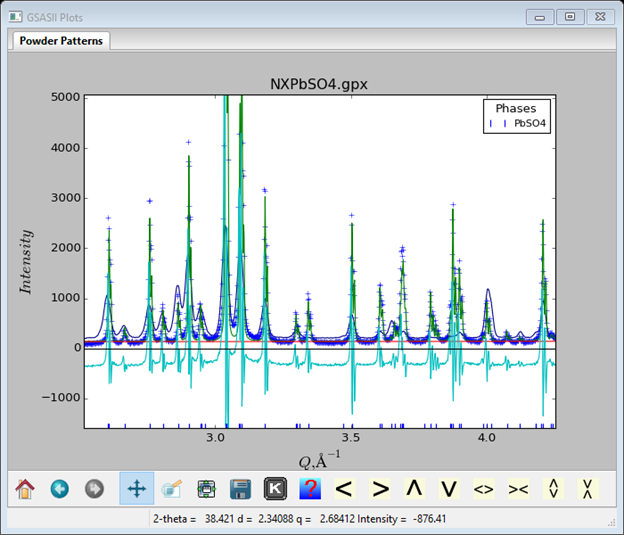 GSASII Plots
Powder Patterns
NXPbSO4.gpx
Phases
PbSO4
5000
4000
3000
2000
1000
0
−1000
Intensity
3.0 3.5 4.0
Q,Å⁻¹
K ? < > Λ V <> >< 
2-theta = 38.421 d = 2.34088 q = 2.68412 Intensity = -876.41